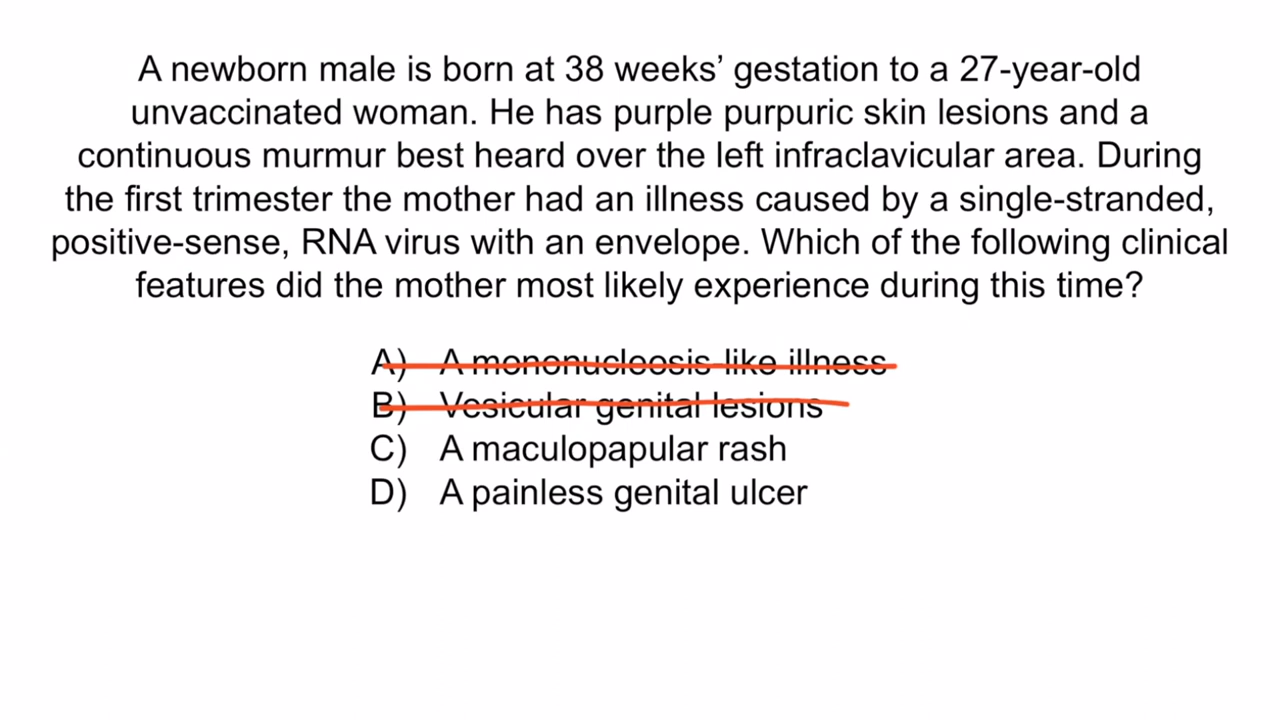 A newborn male is born at 38 weeks’ gestation to a 27-year-old
unvaccinated woman. He has purple purpuric skin lesions and a
continuous murmur best heard over the left infraclavicular area. During
the first trimester the mother had an illness caused by a single-stranded,
positive-sense, RNA virus with an envelope. Which of the following clinical
features did the mother most likely experience during this time?
A) A mononucleosis-like illness
B) Vesicular genital lesions
C) A maculopapular rash
D) A painless genital ulcer